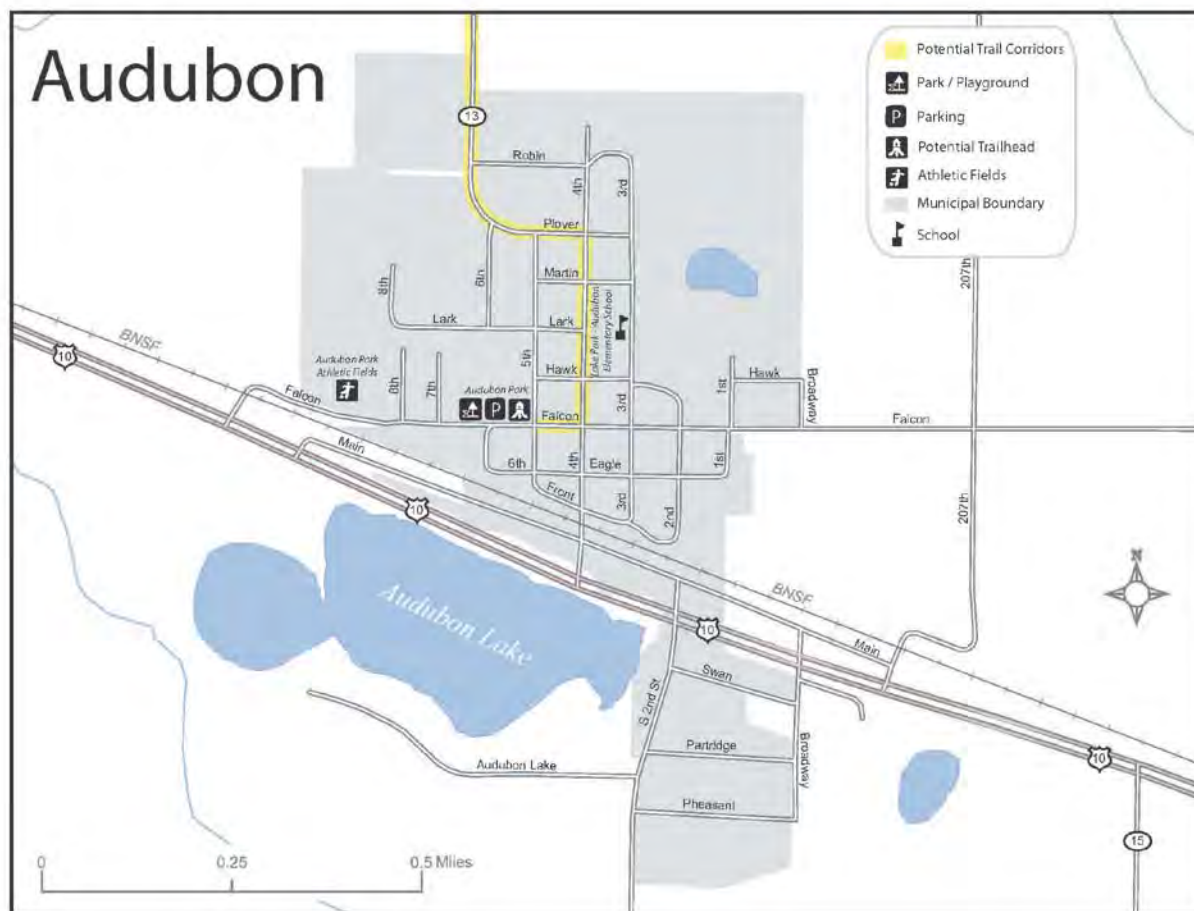 Audubon
Potential Trail Corridors
Park / Playground
P
Parking
Potential Trailhead
Athletic Fields
Municipal Boundary
School
13
Robin
4th
3rd
Plover
Martin
6th
8th
Lark
Lark
5th
Lake Park - Audubon
Elementary School
207th
BNSF
10
Audubon Park
Athletic Fields
8th
7th
Hawk
3rd
1st
Hawk
Broadway
Audubon Park
P
Falcon
Falcon
Falcon
Main
6th
4th
Eagle
1st
Front
3rd
2nd
207th
10
N
BNSF
Audubon Lake
10
Main
Swan
S 2nd St
Partridge
Broadway
Audubon Lake
Pheasant
10
15
0
0.25
0.5 Miles